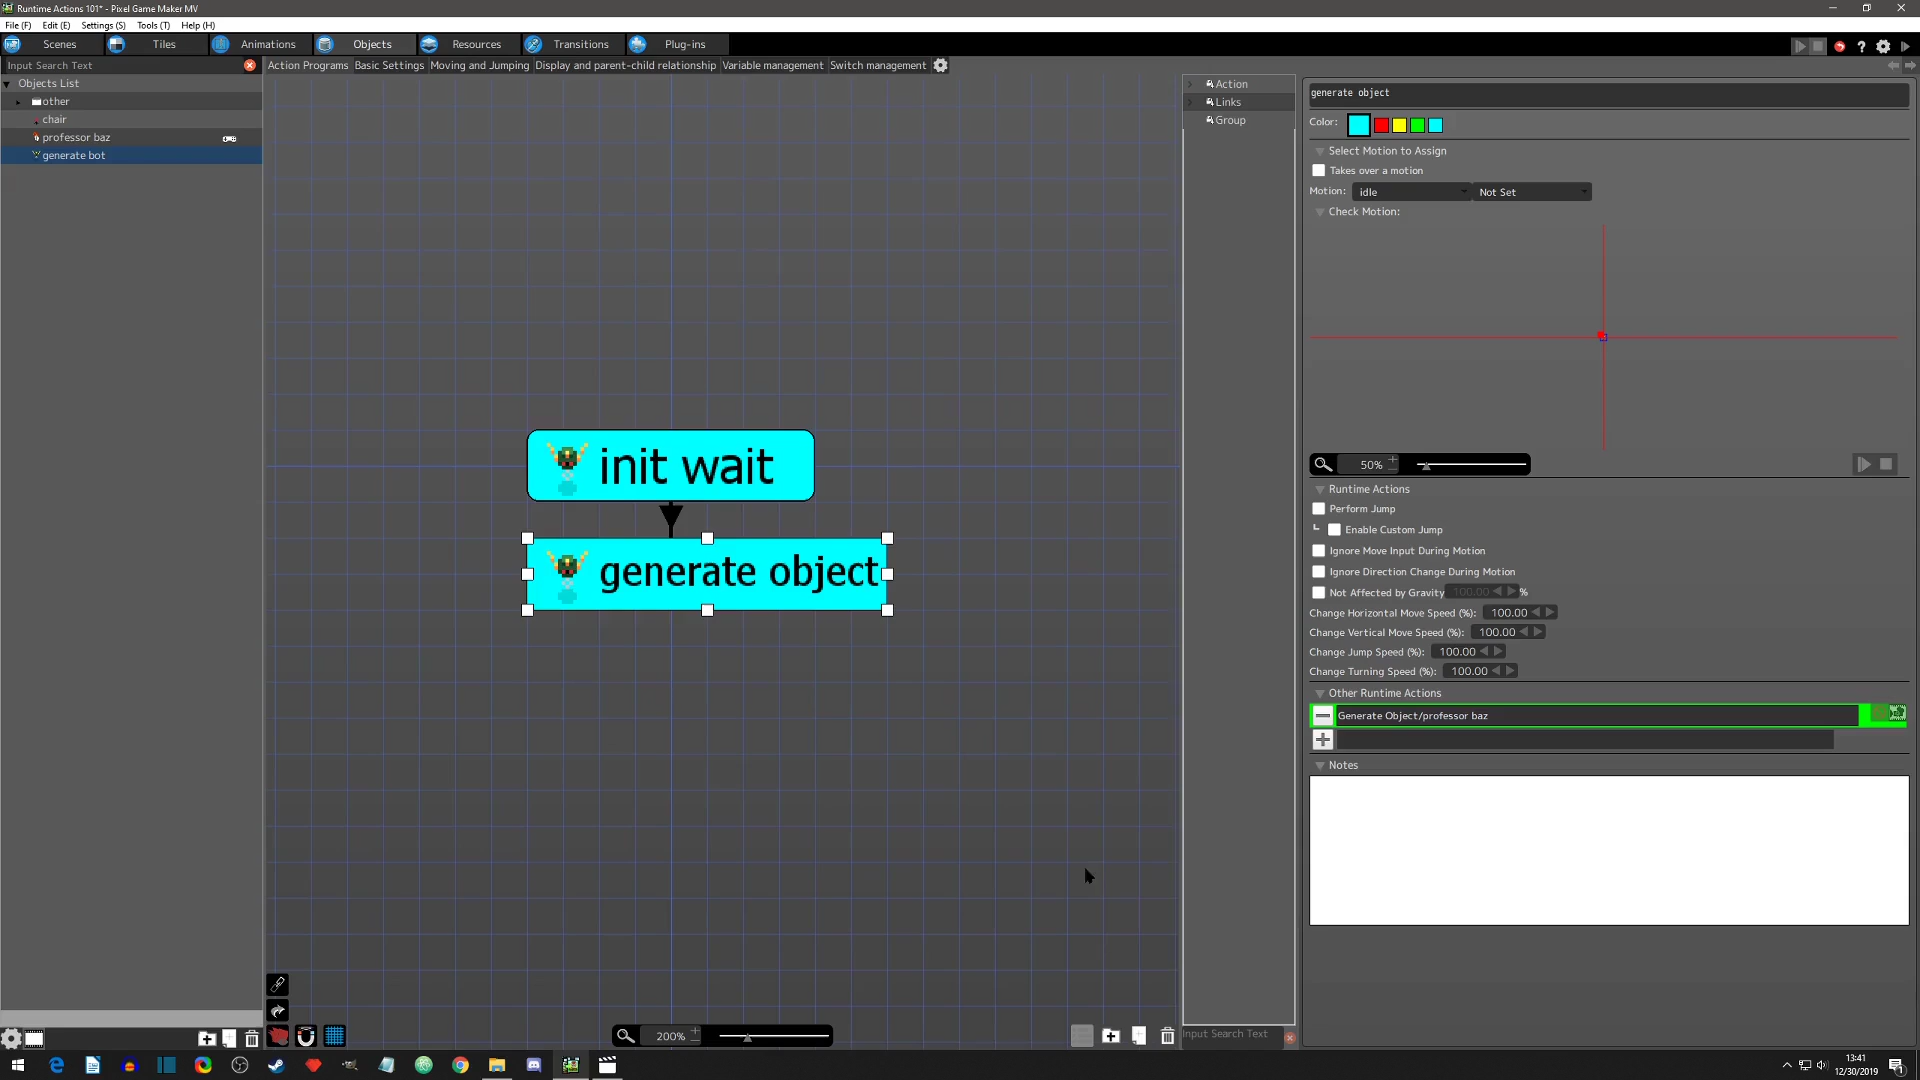 Runtime Actions 101* - Pixel Game Maker MV
File (F) Edit (E) Settings (S) Tools (T) Help (H)
Scenes Tiles Animations Objects Resources Transitions Plug-ins
Input Search Text
Action Programs Basic Settings Moving and Jumping Display and parent-child relationship Variable management Switch management
Objects List
other
chair
professor baz
generate bot
init wait
generate object
200%
Action
Links
Group
Input Search Text
generate object
Color:
Select Motion to Assign
Takes over a motion
Motion: idle Not Set
Check Motion:
50%
Runtime Actions
Perform Jump
Enable Custom Jump
Ignore Move Input During Motion
Ignore Direction Change During Motion
Not Affected by Gravity 100.00 %
Change Horizontal Move Speed (%): 100.00
Change Vertical Move Speed (%): 100.00
Change Jump Speed (%): 100.00
Change Turning Speed (%): 100.00
Other Runtime Actions
Generate Object/professor baz
Notes
13:41
12/30/2019